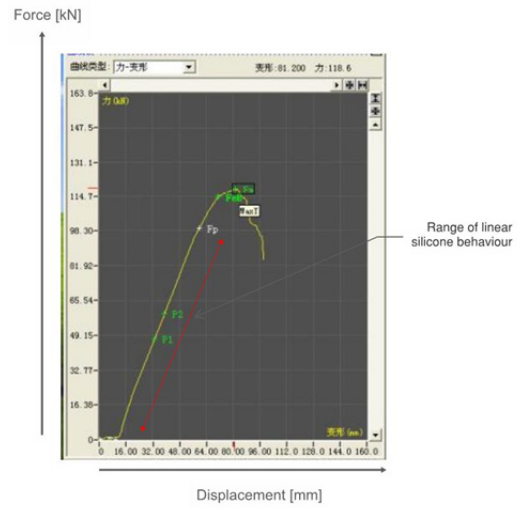 Force [kN]
曲线类型: 力-变形 变形:81.200 力:118.6
163.8
力(kN)
147.5
131.1
114.7
Fm
FeH
MaxT
98.30
Fp
Range of linear
silicone behaviour
81.92
65.54
P2
49.15
P1
32.77
16.38
变形(mm)
0
0 16.00 32.00 48.00 64.00 80.00 96.00 112.0 128.0 144.0 160.0
Displacement [mm]